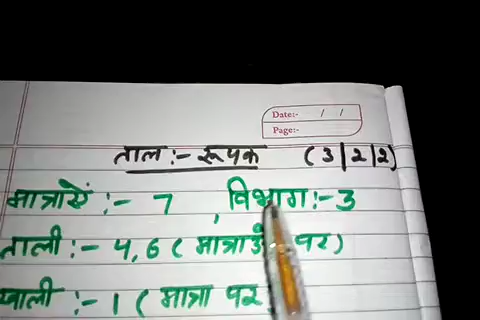 Date:- / /
Page:-
ताल :- रूपक (3|2|2)
मात्राऐं :- 7 , विभाग :- 3
ताली :- 4,6 ( मात्राओं पर)
खाली :- 1 ( मात्रा पर